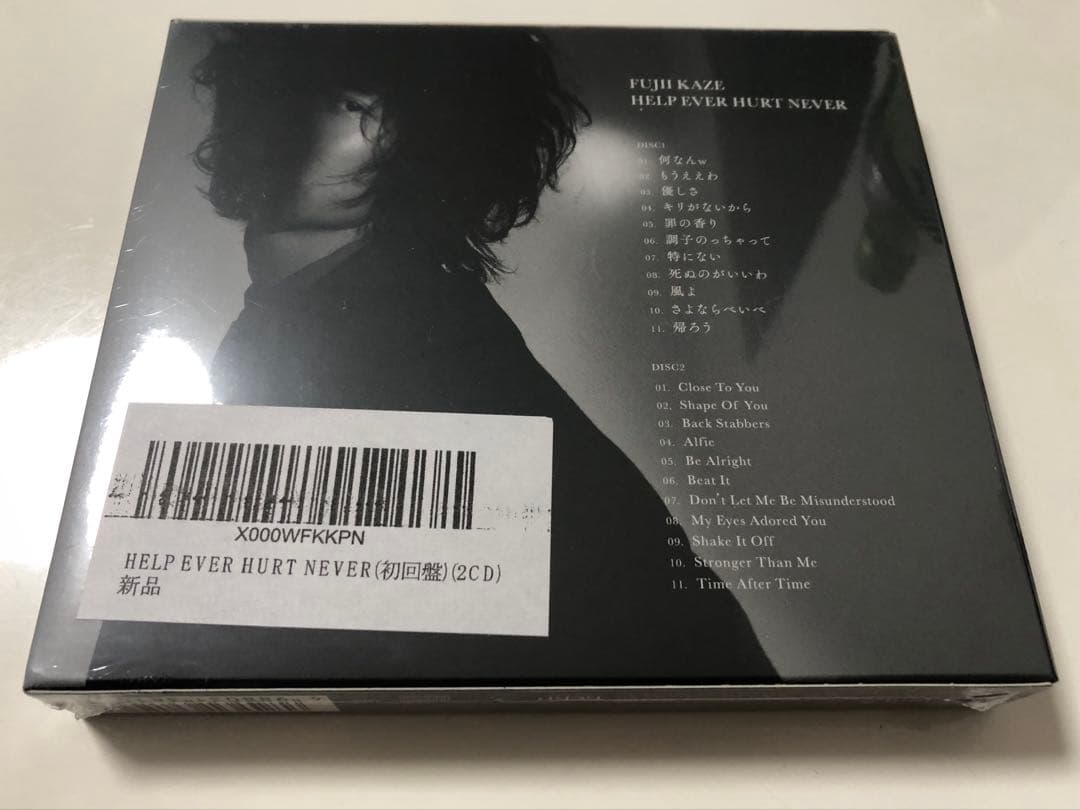 FUJII KAZE
HELP EVER HURT NEVER
DISC1
01. 何なんw
02. もうええわ
03. 優しさ
04. キリがないから
05. 罪の香り
06. 調子のっちゃって
07. 特にない
08. 死ぬのがいいわ
09. 風よ
10. さよならべいべ
11. 帰ろう
DISC2
01. Close To You
02. Shape Of You
03. Back Stabbers
04. Alfie
05. Be Alright
06. Beat It
07. Don't Let Me Be Misunderstood
08. My Eyes Adored You
09. Shake It Off
10. Stronger Than Me
11. Time After Time
X000WFKKPN
HELP EVER HURT NEVER(初回盤)(2CD)
新品